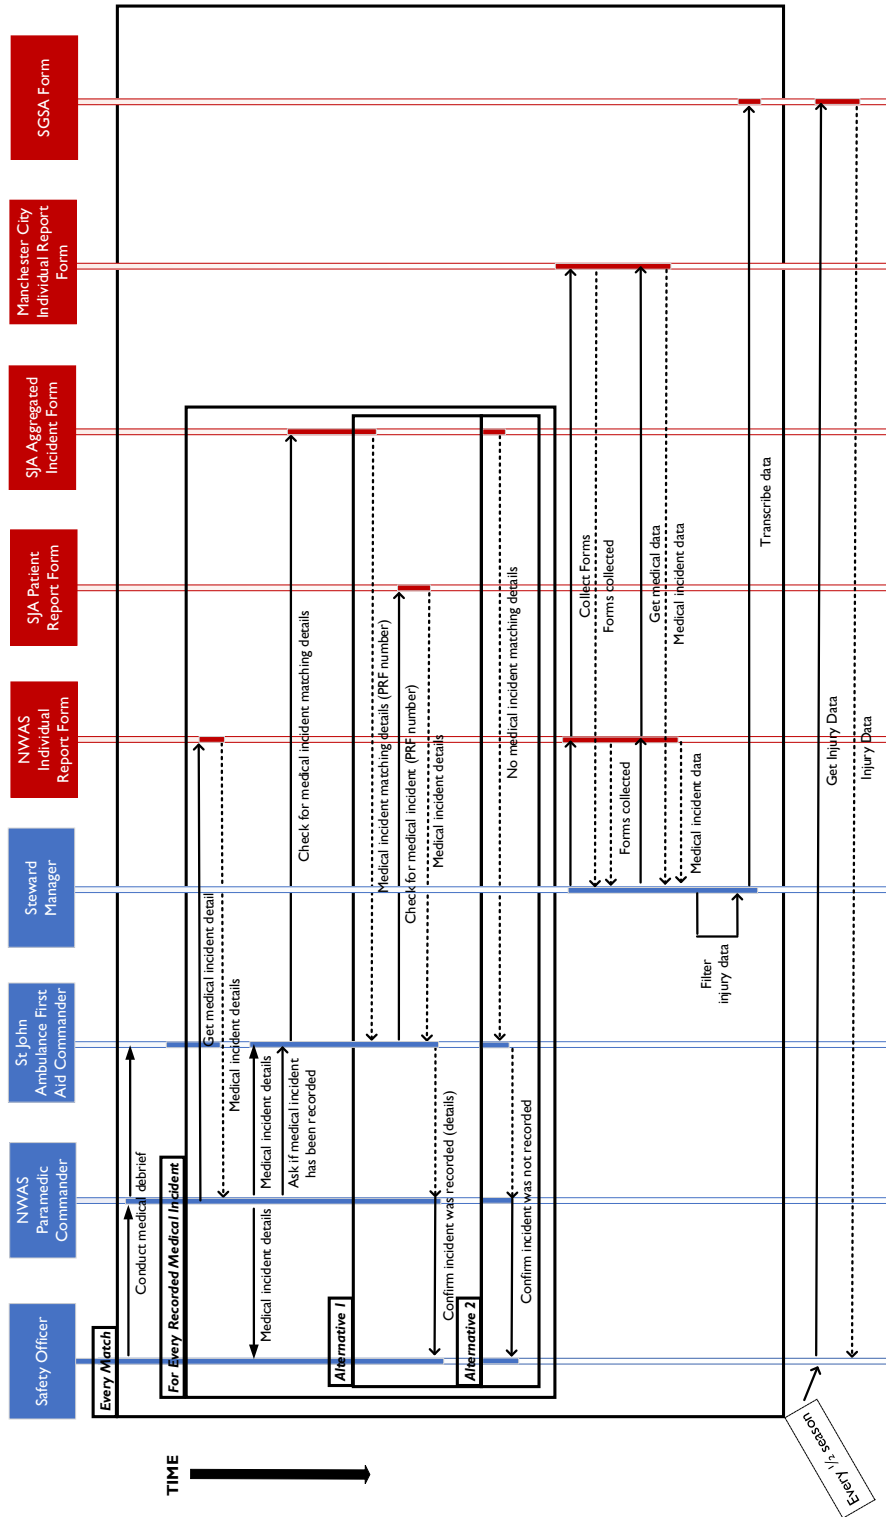 Safety Officer
NWAS
Paramedic
Commander
St John
Ambulance First
Aid Commander
Steward
Manager
NWAS
Individual
Report Form
SJA Patient
Report Form
SJA Aggregated
Incident Form
Manchester City
Individual Report
Form
SGSA Form
Every Match
Conduct medical debrief
For Every Recorded Medical Incident
Get medical incident detail
Medical incident details
Medical incident details
Medical incident details
Ask if medical incident
has been recorded
Check for medical incident matching details
Alternative 1
Medical incident matching details (PRF number)
Check for medical incident (PRF number)
Medical incident details
Confirm incident was recorded (details)
Alternative 2
No medical incident matching details
Confirm incident was not recorded
Collect Forms
Forms collected
Forms collected
Get medical data
Medical incident data
Medical incident data
Filter
injury data
Transcribe data
Get Injury Data
Injury Data
Every ½ season
TIME